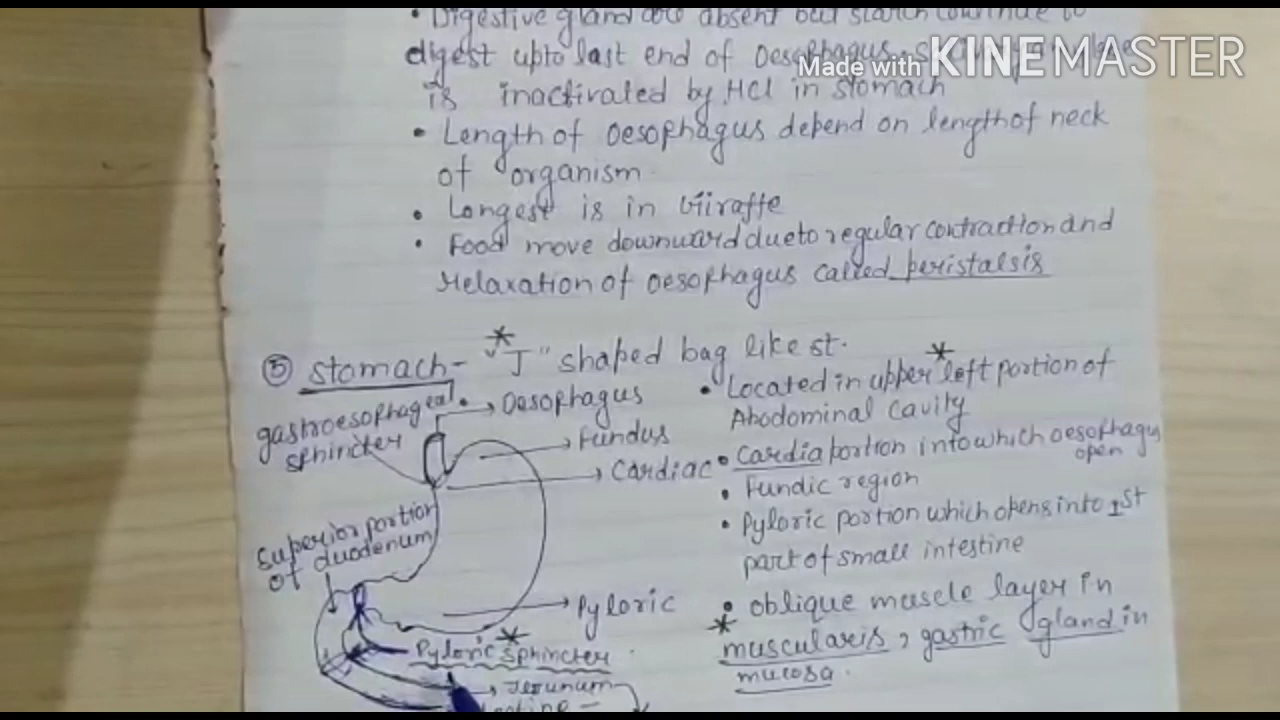 • Digestive gland are absent but starch continue to
digest upto last end of Oesophagus.
Made with KINEMASTER
is inactivated by HCl in stomach
• Length of oesophagus depend on length of neck
of organism
• Longest is in Giraffe
• Food move downward due to regular contraction and
relaxation of oesophagus called peristalsis
⑤ stomach - "J" shaped bag like st.
gastroesophageal
sphincter
Oesophagus
Fundus
Cardiac
Superior portion
of duodenum
Pyloric
Pyloric sphincter
Jejunum
• Located in upper left portion of
Abodominal cavity
• Cardia portion into which oesophagus
open
• Fundic region
• Pyloric portion which opens into 1st
part of small intestine
• oblique muscle layer in
muscularis, gastric gland in
mucosa.